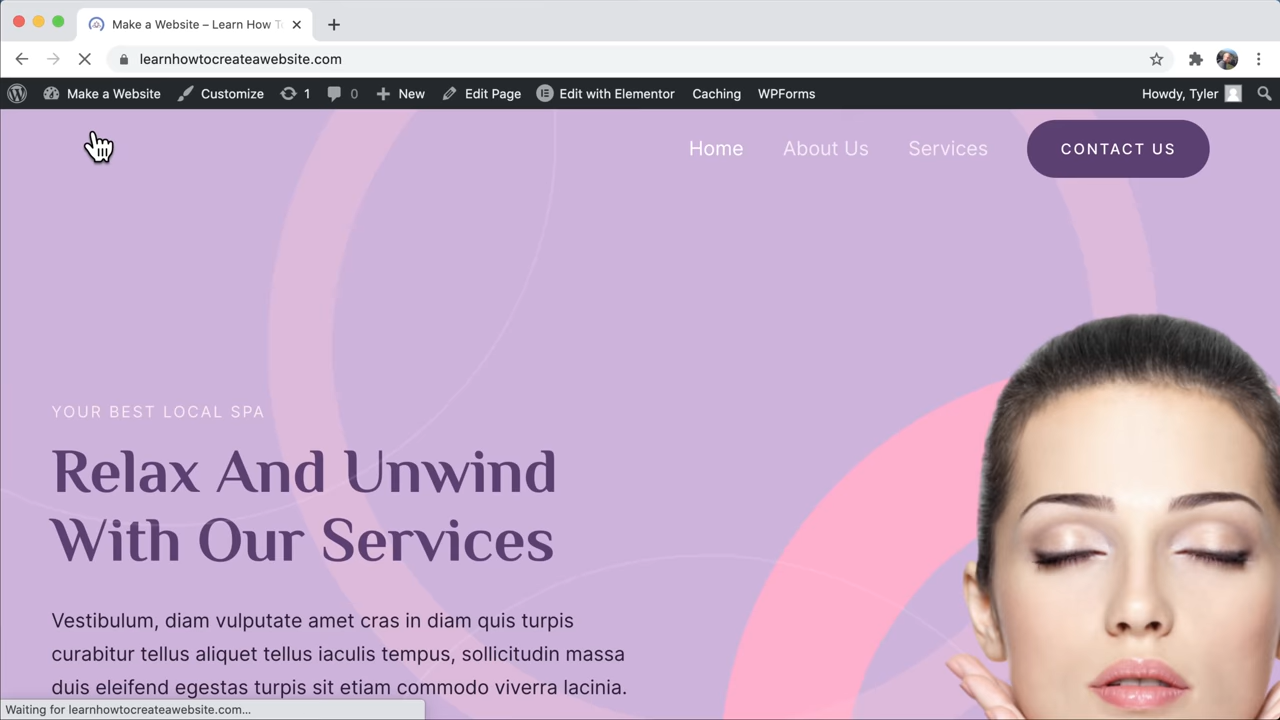 Make a Website – Learn How T
learnhowtocreateawebsite.com
Make a Website Customize 1 0 New Edit Page Edit with Elementor Caching WPForms Howdy, Tyler
Home About Us Services CONTACT US
YOUR BEST LOCAL SPA
Relax And Unwind
With Our Services
Vestibulum, diam vulputate amet cras in diam quis turpis
curabitur tellus aliquet tellus iaculis tempus, sollicitudin massa
duis eleifend egestas turpis sit etiam commodo viverra lacinia.
Waiting for learnhowtocreateawebsite.com...